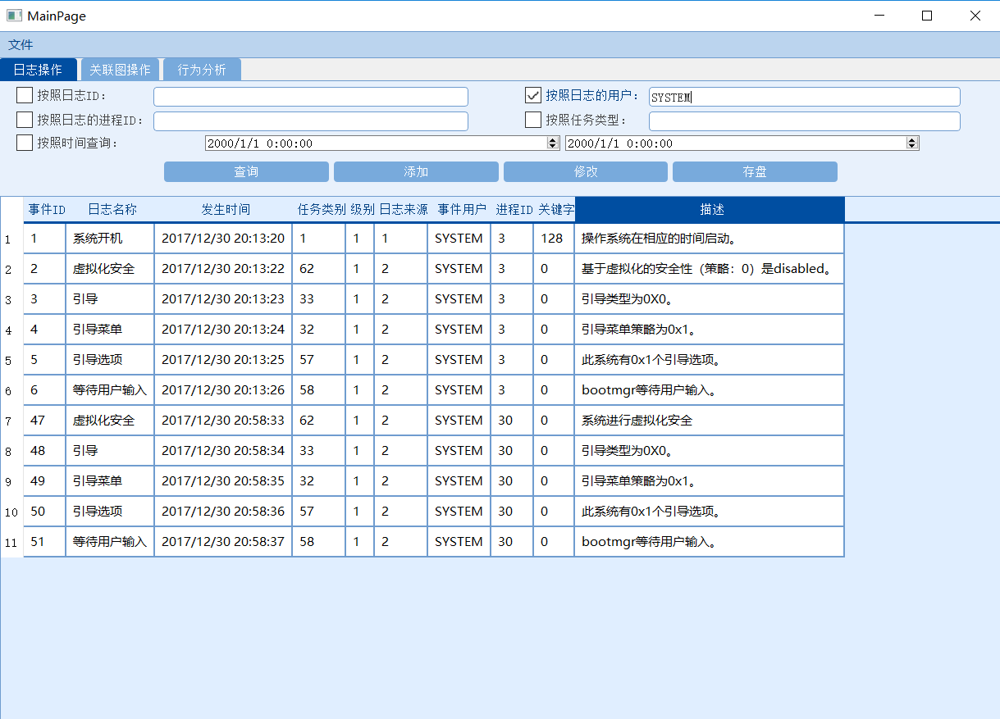 MainPage
文件
日志操作 关联图操作 行为分析
按照日志ID： 按照日志的用户： SYSTEM
按照日志的进程ID： 按照任务类型：
按照时间查询： 2000/1/1 0:00:00 2000/1/1 0:00:00
查询 添加 修改 存盘
事件ID 日志名称 发生时间 任务类别 级别 日志来源 事件用户 进程ID 关键字 描述
1 1 系统开机 2017/12/30 20:13:20 1 1 1 SYSTEM 3 128 操作系统在相应的时间启动。
2 2 虚拟化安全 2017/12/30 20:13:22 62 1 2 SYSTEM 3 0 基于虚拟化的安全性（策略：0）是disabled。
3 3 引导 2017/12/30 20:13:23 33 1 2 SYSTEM 3 0 引导类型为0X0。
4 4 引导菜单 2017/12/30 20:13:24 32 1 2 SYSTEM 3 0 引导菜单策略为0x1。
5 5 引导选项 2017/12/30 20:13:25 57 1 2 SYSTEM 3 0 此系统有0x1个引导选项。
6 6 等待用户输入 2017/12/30 20:13:26 58 1 2 SYSTEM 3 0 bootmgr等待用户输入。
7 47 虚拟化安全 2017/12/30 20:58:33 62 1 2 SYSTEM 30 0 系统进行虚拟化安全
8 48 引导 2017/12/30 20:58:34 33 1 2 SYSTEM 30 0 引导类型为0X0。
9 49 引导菜单 2017/12/30 20:58:35 32 1 2 SYSTEM 30 0 引导菜单策略为0x1。
10 50 引导选项 2017/12/30 20:58:36 57 1 2 SYSTEM 30 0 此系统有0x1个引导选项。
11 51 等待用户输入 2017/12/30 20:58:37 58 1 2 SYSTEM 30 0 bootmgr等待用户输入。